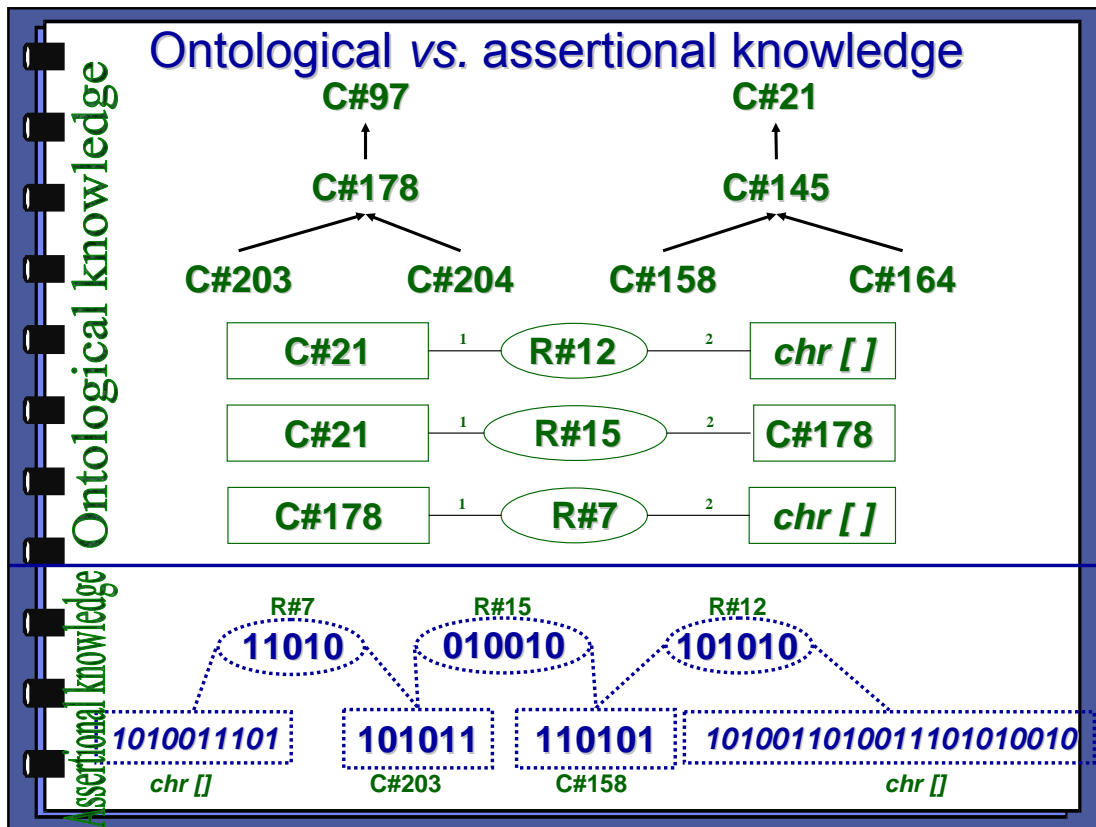 Ontological vs. assertional knowledge
Ontological knowledge
C#97 C#21
C#178 C#145
C#203 C#204 C#158 C#164
C#21 1 R#12 2 chr [ ]
C#21 1 R#15 2 C#178
C#178 1 R#7 2 chr [ ]
Assertional knowledge
R#7 R#15 R#12
11010 010010 101010
1010011101 101011 110101 1010011010011101010010
chr [] C#203 C#158 chr []